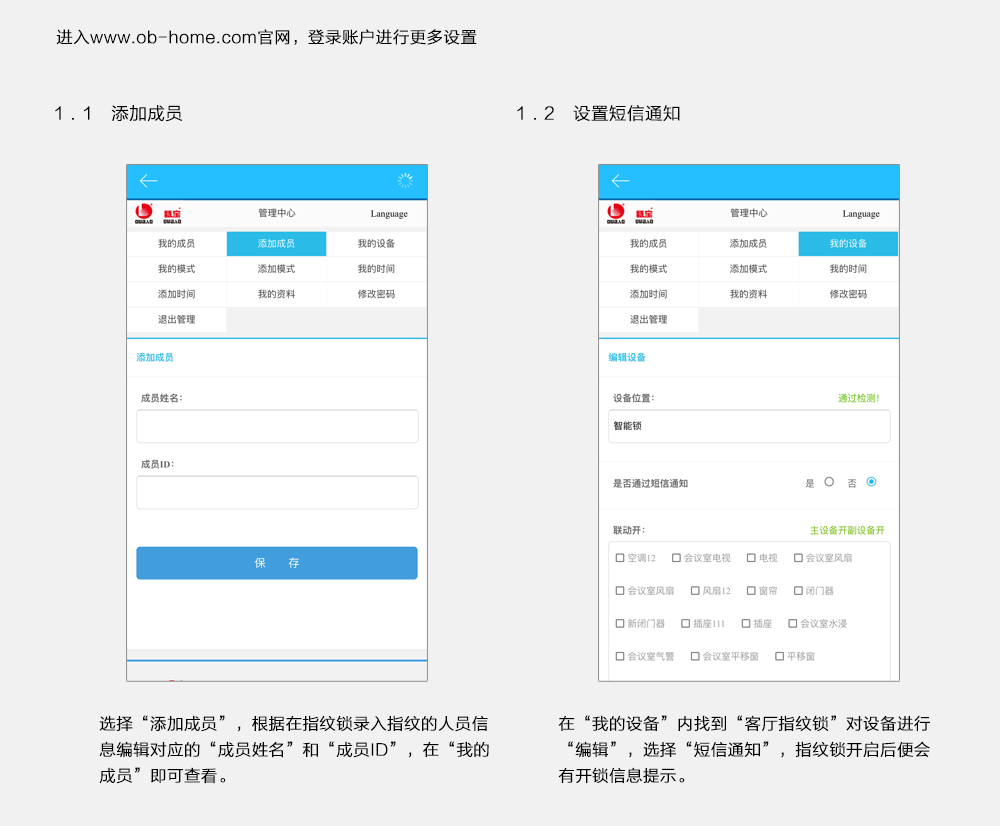 进入www.ob-home.com官网，登录账户进行更多设置
1．1 添加成员
管理中心 Language
我的成员 添加成员 我的设备
我的模式 添加模式 我的时间
添加时间 我的资料 修改密码
退出管理
添加成员
成员姓名：
成员ID：
保 存
选择“添加成员”，根据在指纹锁录入指纹的人员信
息编辑对应的“成员姓名”和“成员ID”，在“我的
成员”即可查看。
1．2 设置短信通知
管理中心 Language
我的成员 添加成员 我的设备
我的模式 添加模式 我的时间
添加时间 我的资料 修改密码
退出管理
编辑设备
设备位置： 通过检测!
智能锁
是否通过短信通知 是 否
联动开： 主设备开副设备开
空调12 会议室电视 电视 会议室风扇
会议室风扇 风扇12 窗帘 闭门器
新闭门器 插座111 插座 会议室水浸
会议室气警 会议室平移窗 平移窗
在“我的设备”内找到“客厅指纹锁”对设备进行
“编辑”，选择“短信通知”，指纹锁开启后便会
有开锁信息提示。